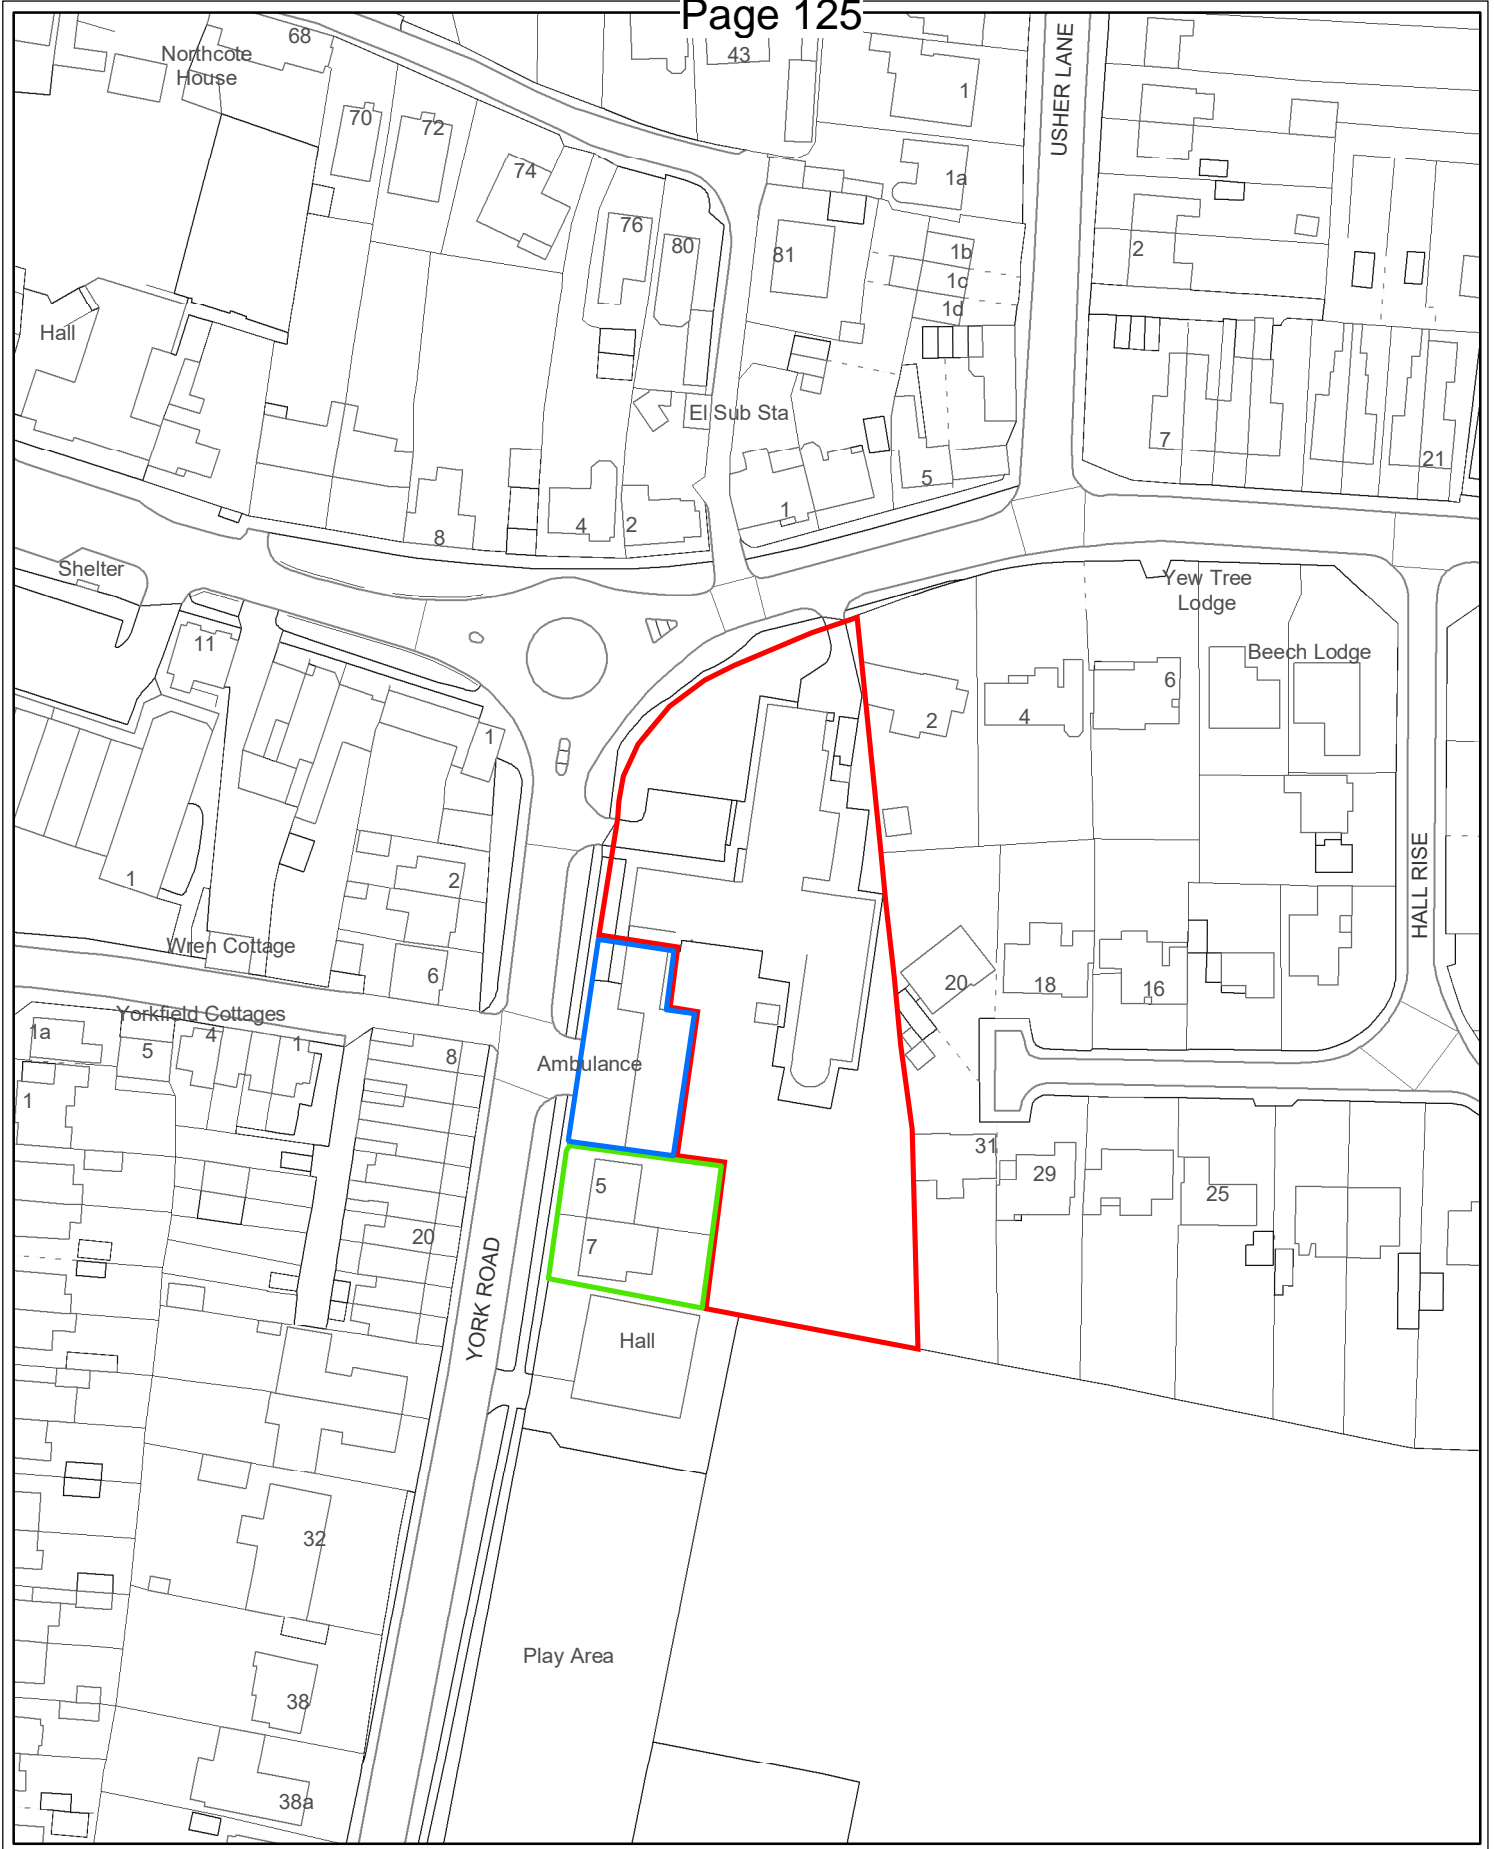 Page 125
68
Northcote
House
43
USHER LANE
1
70
72
74
1a
76
80
81
1b
2
1c
1d
Hall
El Sub Sta
7
21
5
1
4
2
8
Shelter
Yew Tree
Lodge
11
Beech Lodge
6
2
4
1
HALL RISE
1
2
Wren Cottage
6
20
18
16
Yorkfield Cottages
1a
5
4
1
8
Ambulance
1
31
29
25
5
20
7
YORK ROAD
Hall
32
Play Area
38
38a